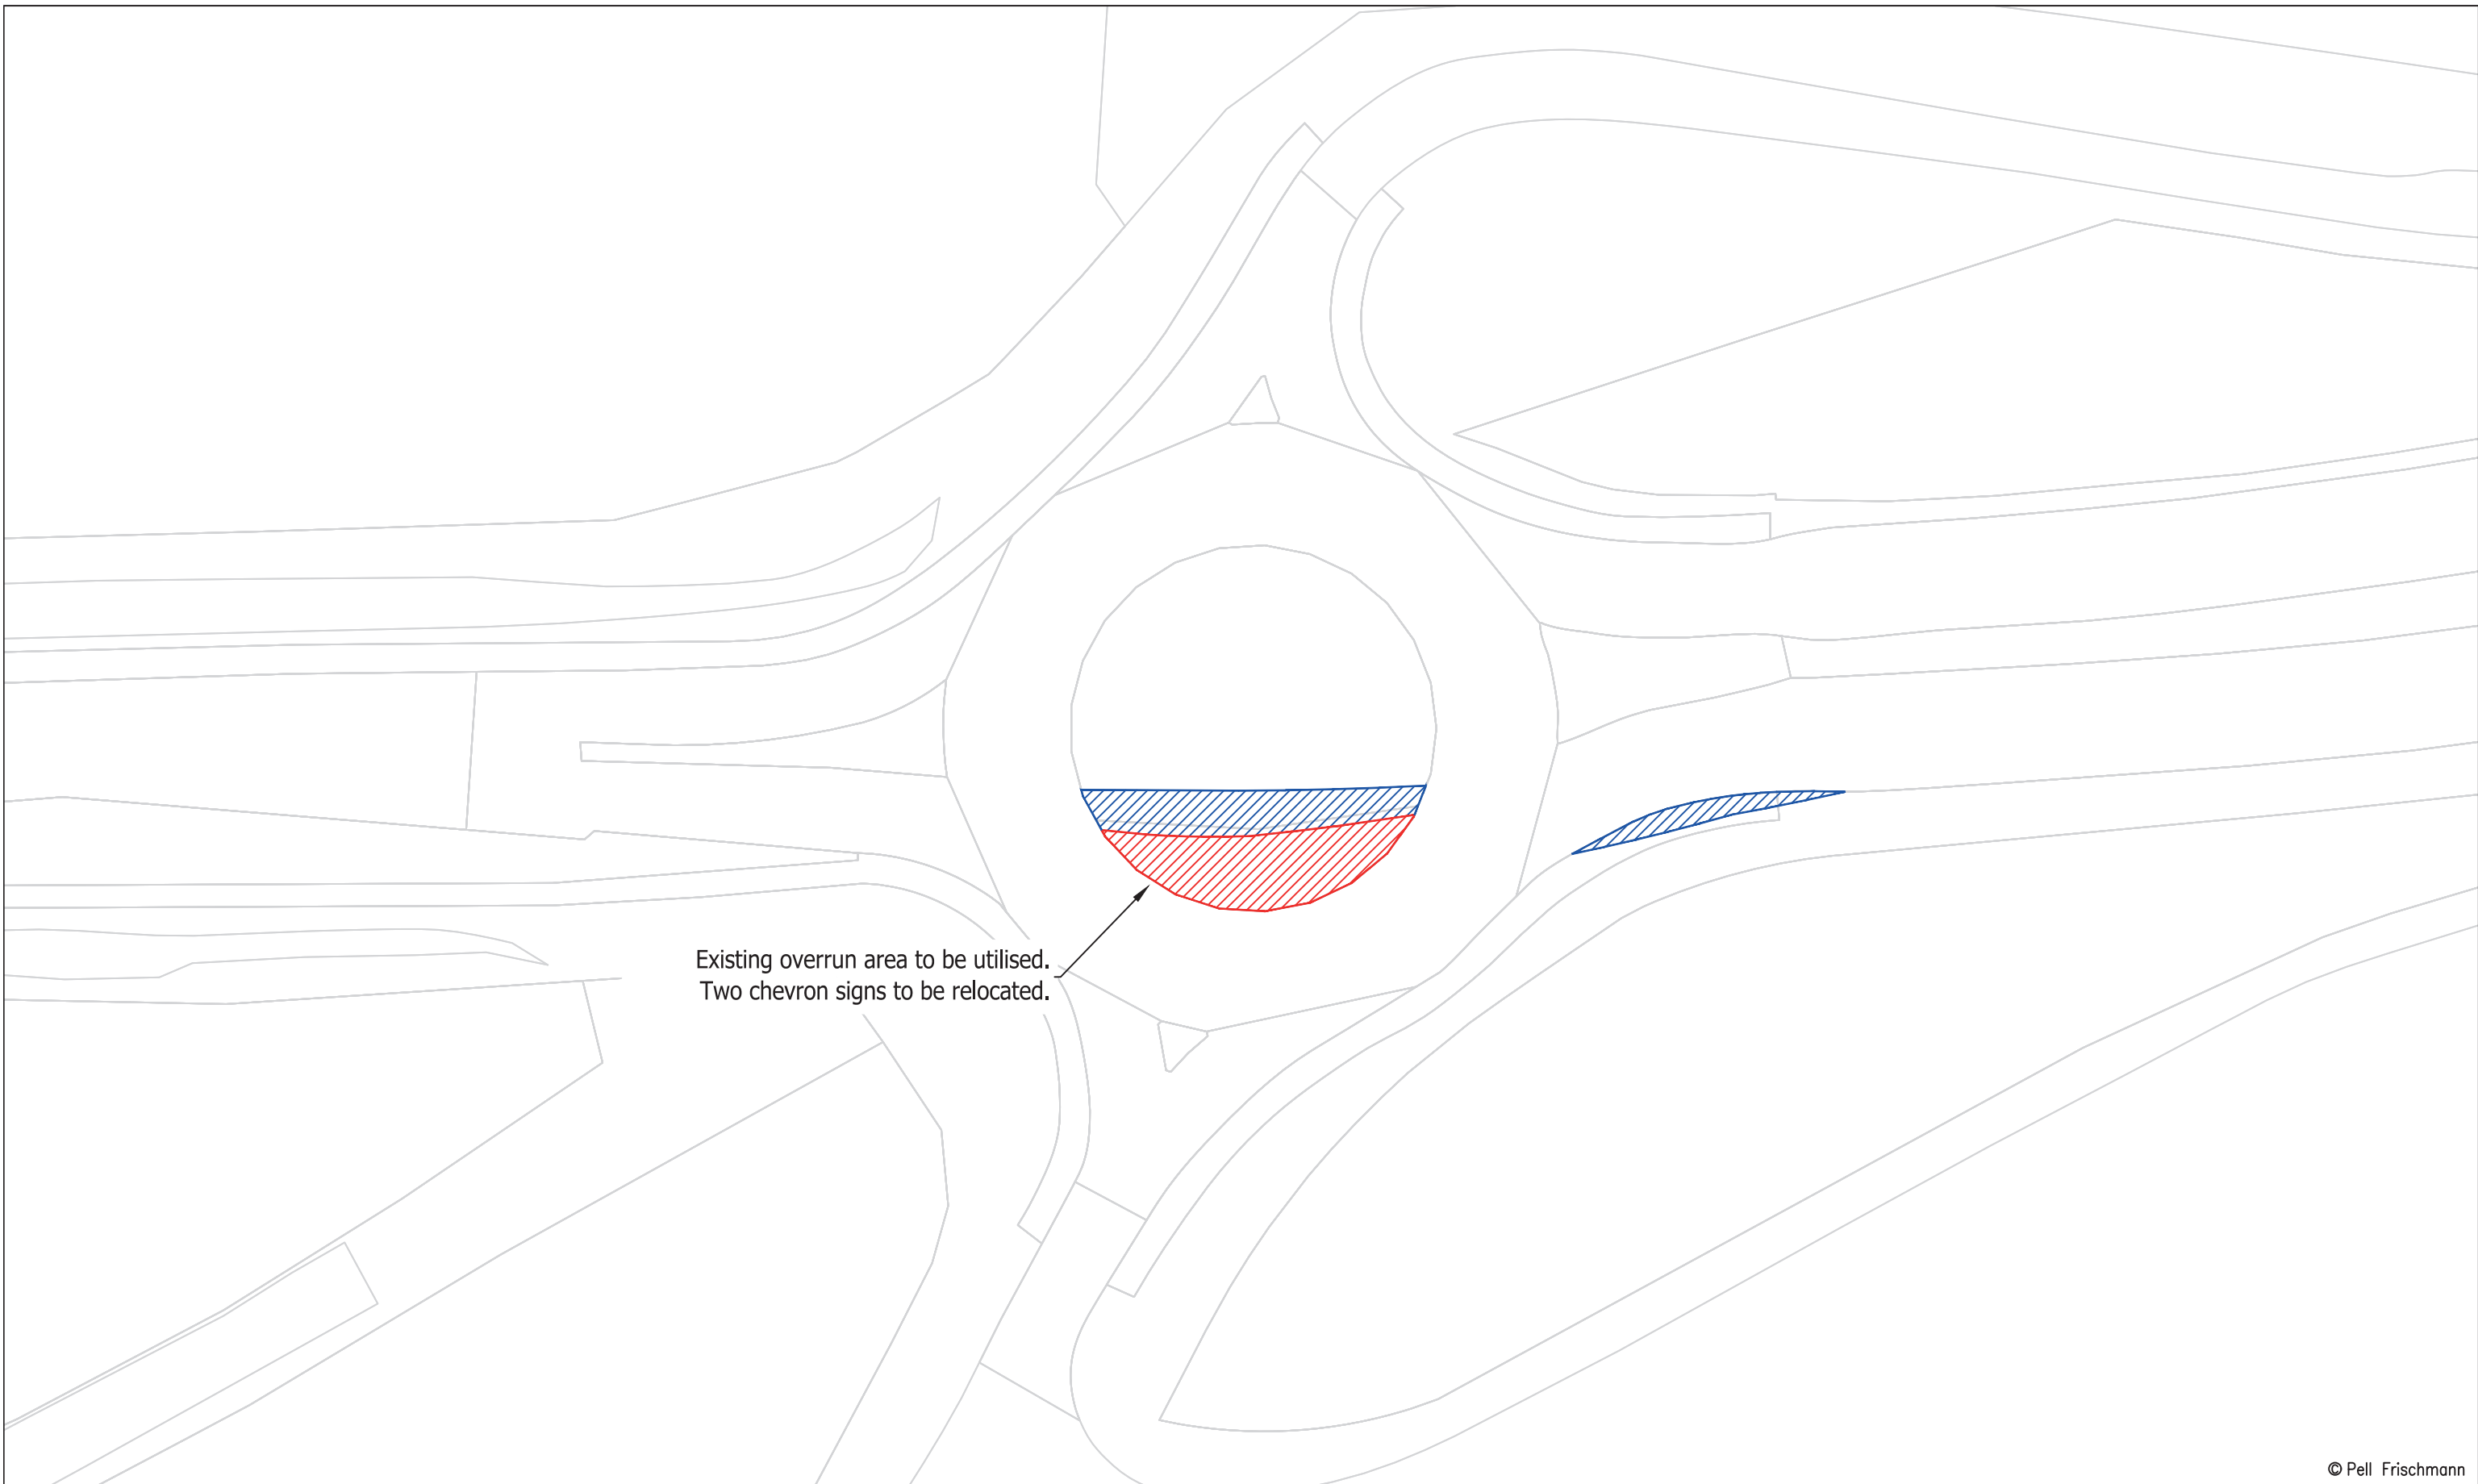 Existing overrun area to be utilised.
Two chevron signs to be relocated.
© Pell Frischmann